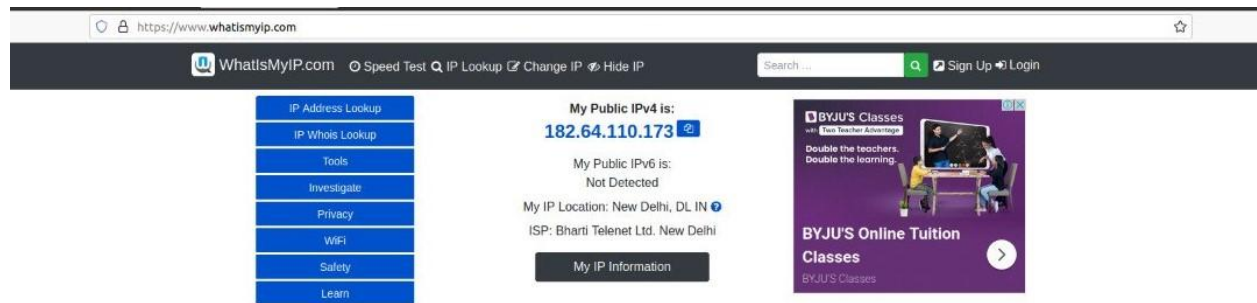 https://www.whatismyip.com
WhatIsMyIP.com Speed Test IP Lookup Change IP Hide IP Search ... Sign Up Login
IP Address Lookup
IP Whois Lookup
Tools
Investigate
Privacy
WiFi
Safety
Learn
My Public IPv4 is:
182.64.110.173
My Public IPv6 is:
Not Detected
My IP Location: New Delhi, DL IN
ISP: Bharti Telenet Ltd. New Delhi
My IP Information
BYJU'S Classes
with Two Teacher Advantage
Double the teachers.
Double the learning.
BYJU'S Online Tuition
Classes
BYJU'S Classes